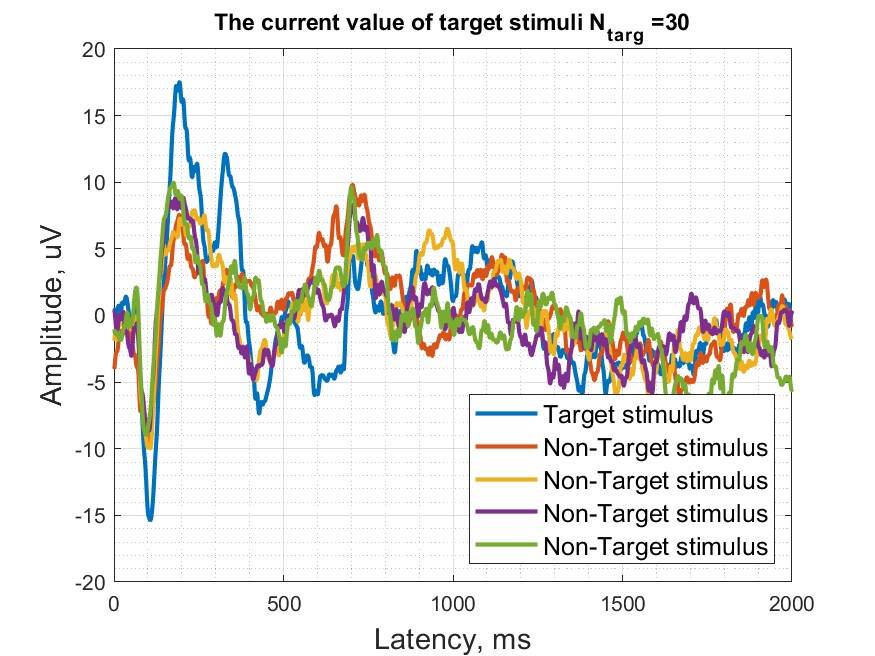 The current value of target stimuli N_targ =30
Amplitude, uV
20
15
10
5
0
-5
-10
-15
-20
0
500
1000
1500
2000
Latency, ms
Target stimulus
Non-Target stimulus
Non-Target stimulus
Non-Target stimulus
Non-Target stimulus